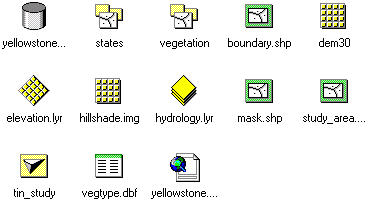 yellowstone... states vegetation boundary.shp dem30
elevation.lyr hillshade.img hydrology.lyr mask.shp study_area....
tin_study vegtype.dbf yellowstone....